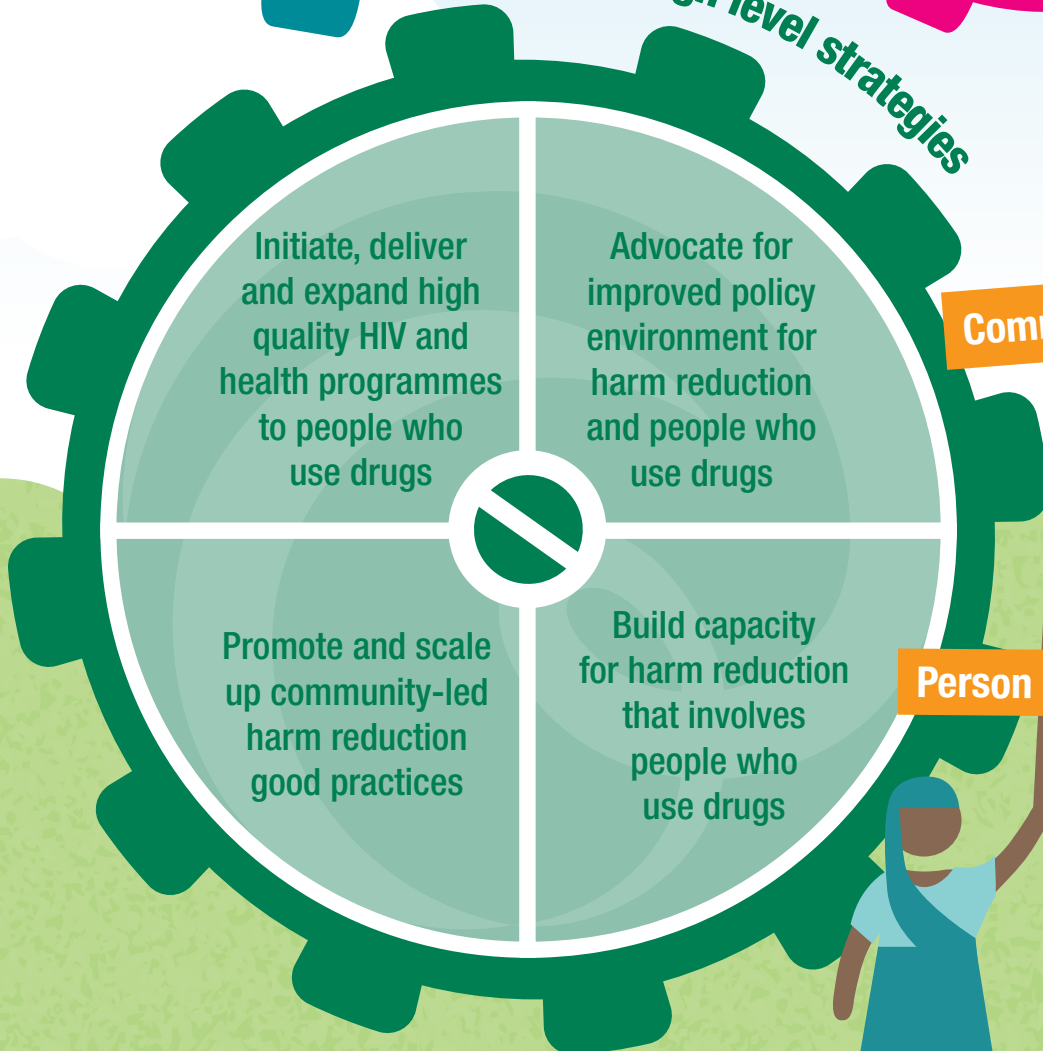 level strategies
Initiate, deliver
and expand high
quality HIV and
health programmes
to people who
use drugs
Advocate for
improved policy
environment for
harm reduction
and people who
use drugs
Promote and scale
up community-led
harm reduction
good practices
Build capacity
for harm reduction
that involves
people who
use drugs
Person